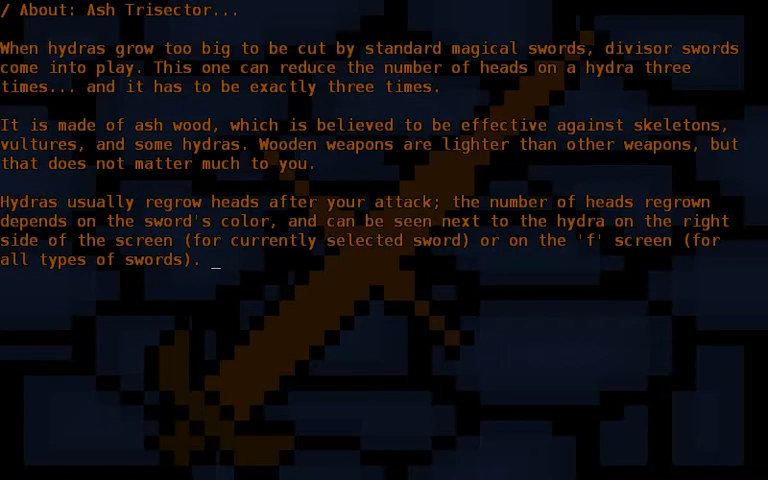 / About: Ash Trisector...
When hydras grow too big to be cut by standard magical swords, divisor swords
come into play. This one can reduce the number of heads on a hydra three
times... and it has to be exactly three times.
It is made of ash wood, which is believed to be effective against skeletons,
vultures, and some hydras. Wooden weapons are lighter than other weapons, but
that does not matter much to you.
Hydras usually regrow heads after your attack; the number of heads regrown
depends on the sword's color, and can be seen next to the hydra on the right
side of the screen (for currently selected sword) or on the 'f' screen (for
all types of swords). _